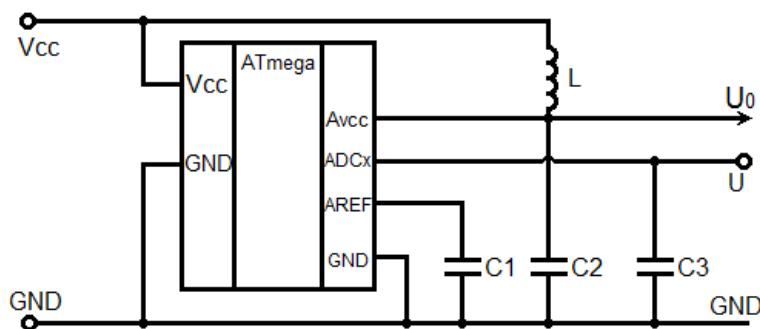 Vcc
ATmega
Vcc
L
Avcc
U₀
GND
ADCx
U
AREF
GND
C1
C2
C3
GND
GND